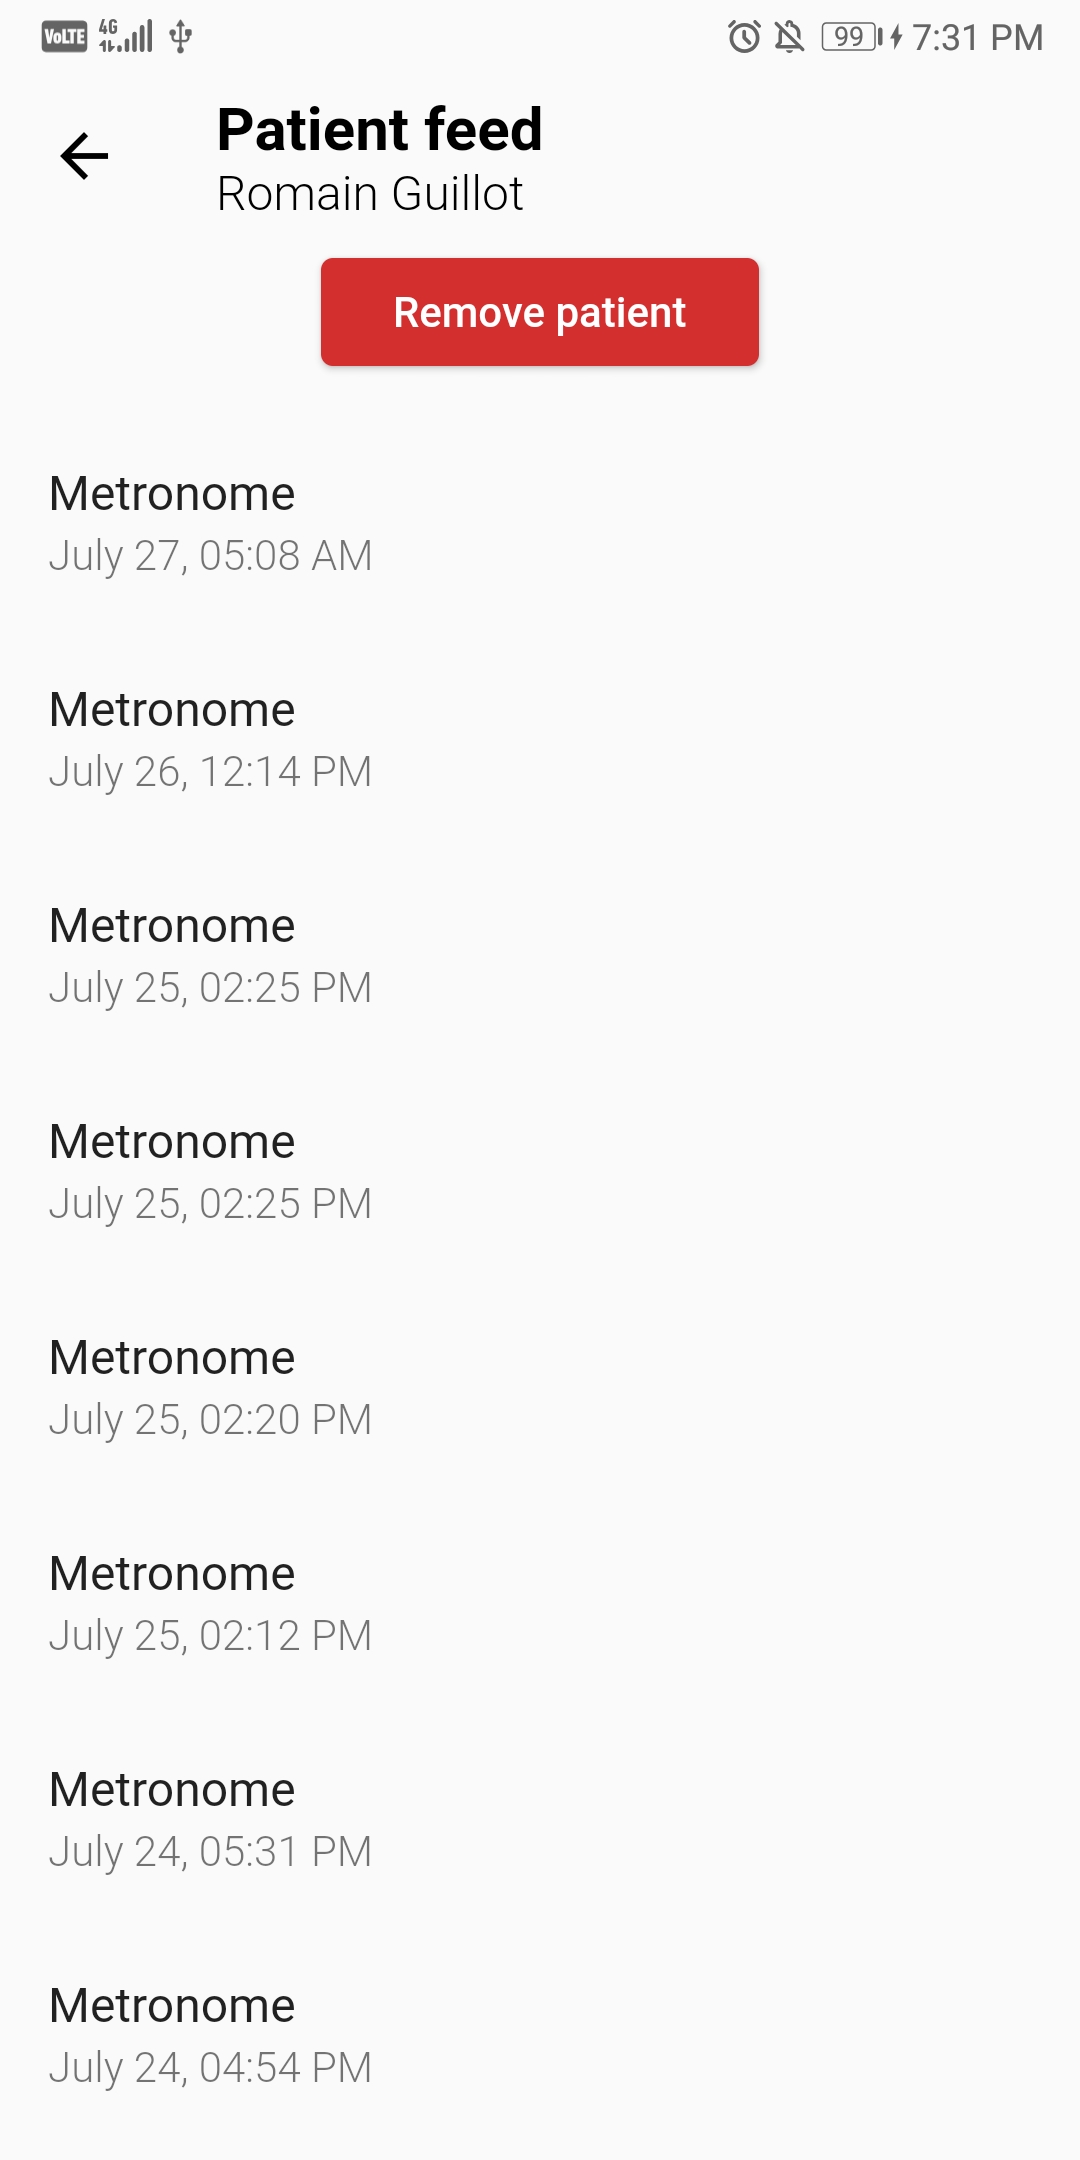 VoLTE 4G 99 7:31 PM
Patient feed
Romain Guillot
Remove patient
Metronome
July 27, 05:08 AM
Metronome
July 26, 12:14 PM
Metronome
July 25, 02:25 PM
Metronome
July 25, 02:25 PM
Metronome
July 25, 02:20 PM
Metronome
July 25, 02:12 PM
Metronome
July 24, 05:31 PM
Metronome
July 24, 04:54 PM